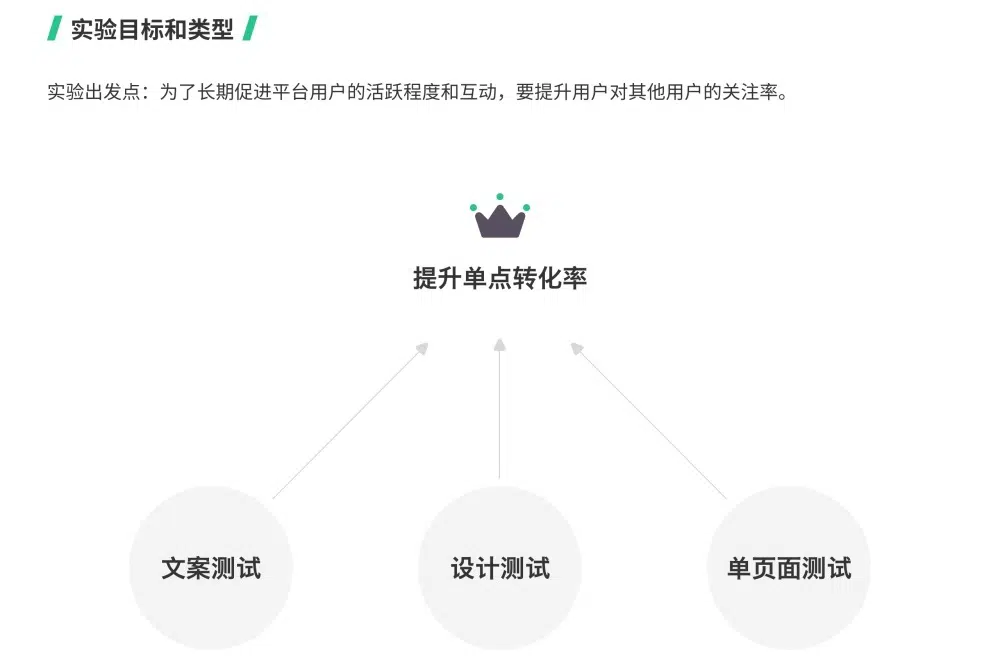 实验目标和类型
实验出发点：为了长期促进平台用户的活跃程度和互动，要提升用户对其他用户的关注率。
提升单点转化率
文案测试
设计测试
单页面测试